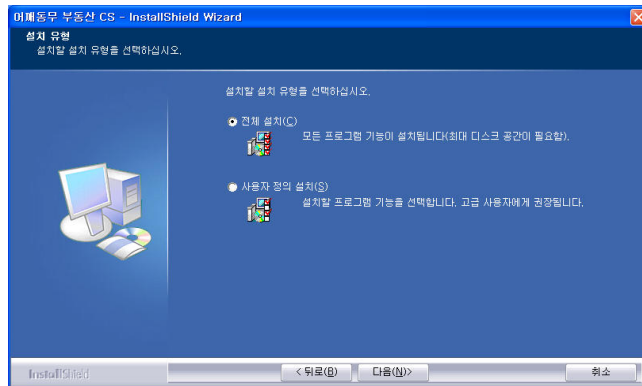 어깨동무 부동산 CS - InstallShield Wizard
설치 유형
설치할 설치 유형을 선택하십시오.
설치할 설치 유형을 선택하십시오.
전체 설치(C)
모든 프로그램 기능이 설치됩니다(최대 디스크 공간이 필요함).
사용자 정의 설치(S)
설치할 프로그램 기능을 선택합니다. 고급 사용자에게 권장됩니다.
InstallShield
< 뒤로(B)
다음(N)>
취소